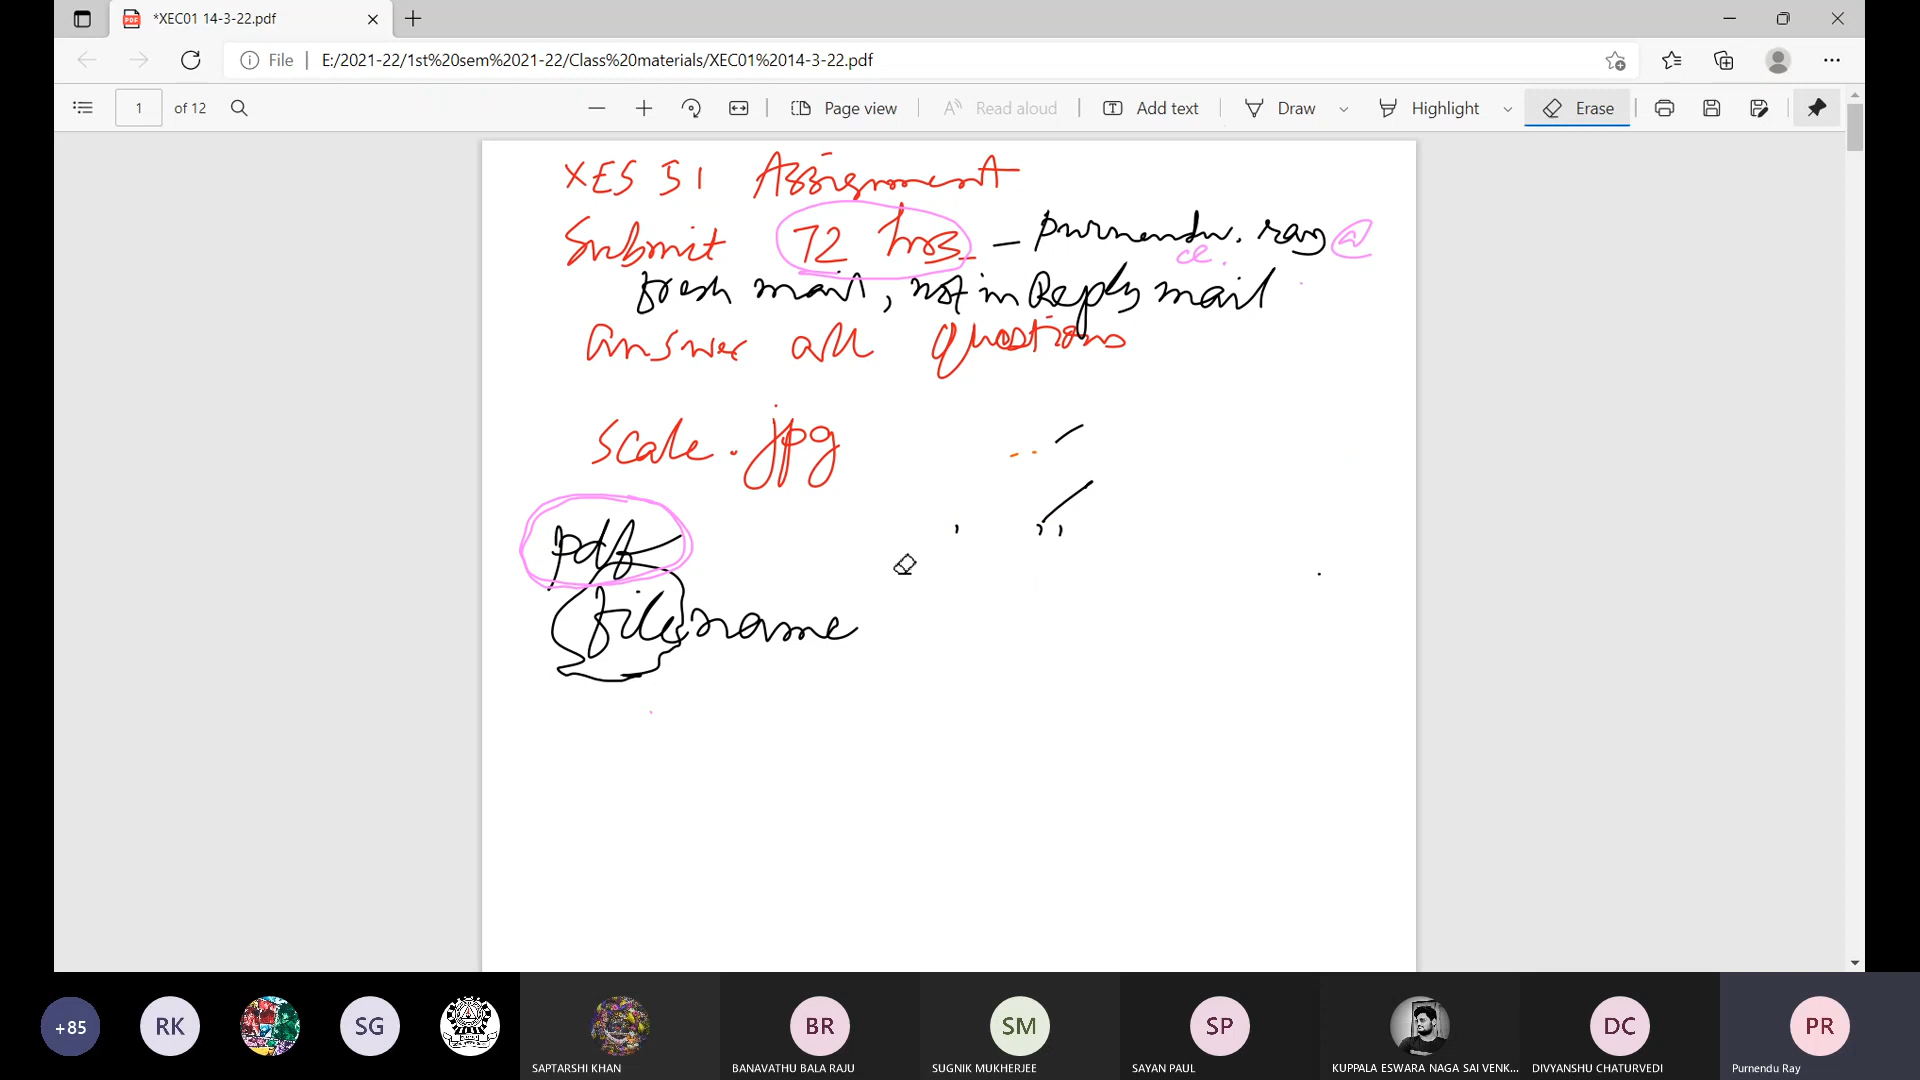 *XEC01 14-3-22.pdf
File E:/2021-22/1st%20sem%2021-22/Class%20materials/XEC01%2014-3-22.pdf
1 of 12 Page view Read aloud Add text Draw Highlight Erase
XES 51 Assignment
Submit 72 hrs - purnendu.ray@
ce.
fresh mail, not in Reply mail
Answer all questions
scale.jpg
pdf
file name
+85 RK SG BR SM SP DC PR
SAPTARSHI KHAN BANAVATHU BALA RAJU SUGNIK MUKHERJEE SAYAN PAUL KUPPALA ESWARA NAGA SAI VENK... DIVYANSHU CHATURVEDI Purnendu Ray